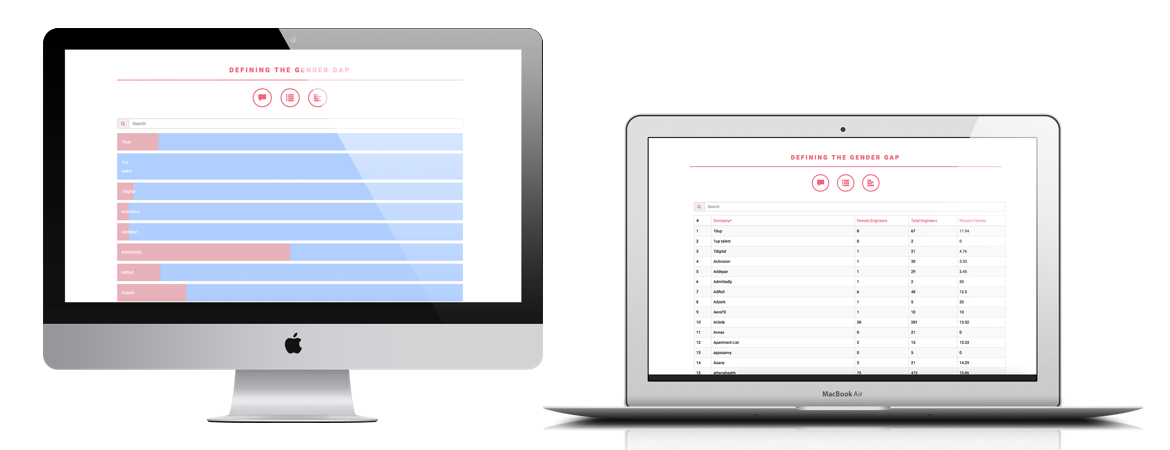 DEFINING THE GENDER GAP
Search
10up
1up
talent
7digital
Activision
Addepar
Admittedly
AdRoll
Adzerk
DEFINING THE GENDER GAP
Search
# Company Female Engineers Total Engineers Percent Female
1 10up 8 67 11.94
2 1up talent 0 2 0
3 7digital 1 21 4.76
4 Activision 1 30 3.33
5 Addepar 1 29 3.45
6 Admittedly 1 2 50
7 AdRoll 6 48 12.5
8 Adzerk 1 5 20
9 AeroFS 1 10 10
10 Airbnb 38 281 13.52
11 Annax 0 21 0
12 Apartment List 2 15 13.33
13 appssavvy 0 5 0
14 Asana 3 21 14.29
15 athenahealth 75 473 15.86
MacBook Air